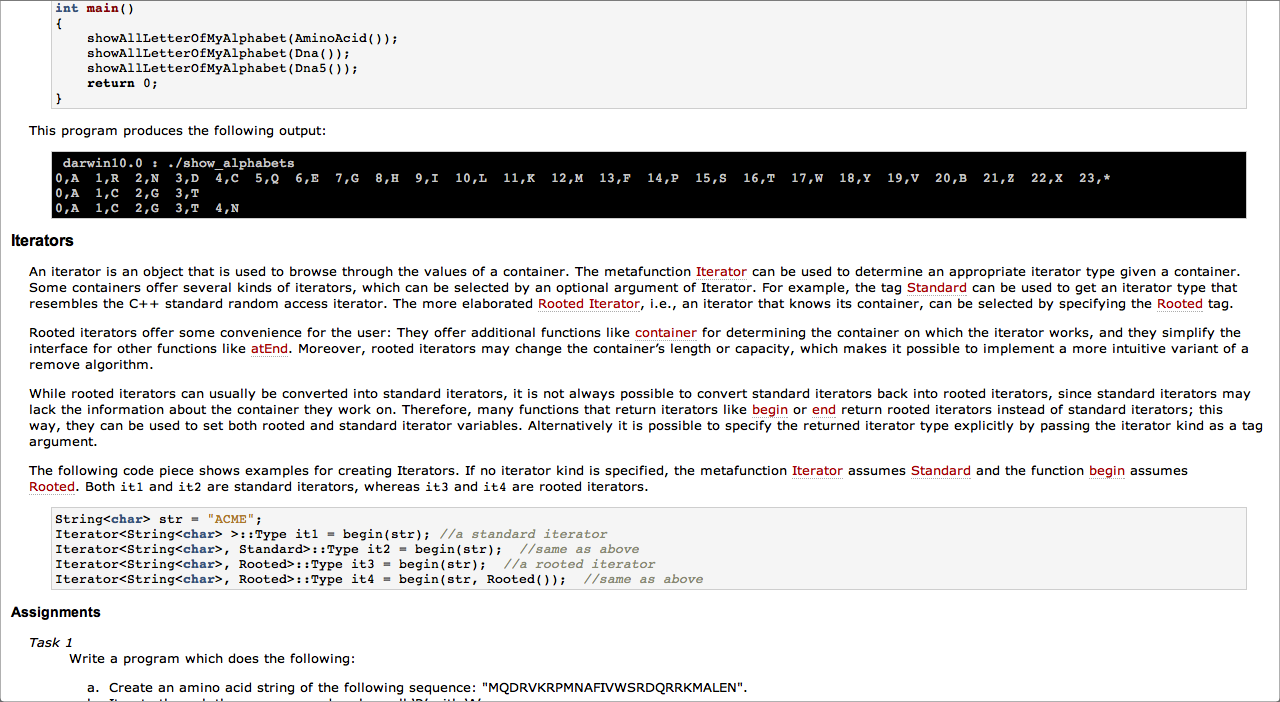 int main()
{
    showAllLetterOfMyAlphabet(AminoAcid());
    showAllLetterOfMyAlphabet(Dna());
    showAllLetterOfMyAlphabet(Dna5());
    return 0;
}
This program produces the following output:
darwin10.0 : ./show_alphabets
0,A  1,R  2,N  3,D  4,C  5,Q  6,E  7,G  8,H  9,I  10,L  11,K  12,M  13,F  14,P  15,S  16,T  17,W  18,Y  19,V  20,B  21,Z  22,X  23,*
0,A  1,C  2,G  3,T
0,A  1,C  2,G  3,T  4,N
Iterators
An iterator is an object that is used to browse through the values of a container. The metafunction Iterator can be used to determine an appropriate iterator type given a container.
Some containers offer several kinds of iterators, which can be selected by an optional argument of Iterator. For example, the tag Standard can be used to get an iterator type that
resembles the C++ standard random access iterator. The more elaborated Rooted Iterator, i.e., an iterator that knows its container, can be selected by specifying the Rooted tag.
Rooted iterators offer some convenience for the user: They offer additional functions like container for determining the container on which the iterator works, and they simplify the
interface for other functions like atEnd. Moreover, rooted iterators may change the container's length or capacity, which makes it possible to implement a more intuitive variant of a
remove algorithm.
While rooted iterators can usually be converted into standard iterators, it is not always possible to convert standard iterators back into rooted iterators, since standard iterators may
lack the information about the container they work on. Therefore, many functions that return iterators like begin or end return rooted iterators instead of standard iterators; this
way, they can be used to set both rooted and standard iterator variables. Alternatively it is possible to specify the returned iterator type explicitly by passing the iterator kind as a tag
argument.
The following code piece shows examples for creating Iterators. If no iterator kind is specified, the metafunction Iterator assumes Standard and the function begin assumes
Rooted. Both it1 and it2 are standard iterators, whereas it3 and it4 are rooted iterators.
String<char> str = "ACME";
Iterator<String<char> >::Type it1 = begin(str); //a standard iterator
Iterator<String<char>, Standard>::Type it2 = begin(str);  //same as above
Iterator<String<char>, Rooted>::Type it3 = begin(str);  //a rooted iterator
Iterator<String<char>, Rooted>::Type it4 = begin(str, Rooted());  //same as above
Assignments
Task 1
Write a program which does the following:
a. Create an amino acid string of the following sequence: "MQDRVKRPMNAFIVWSRDQRRKMALEN".